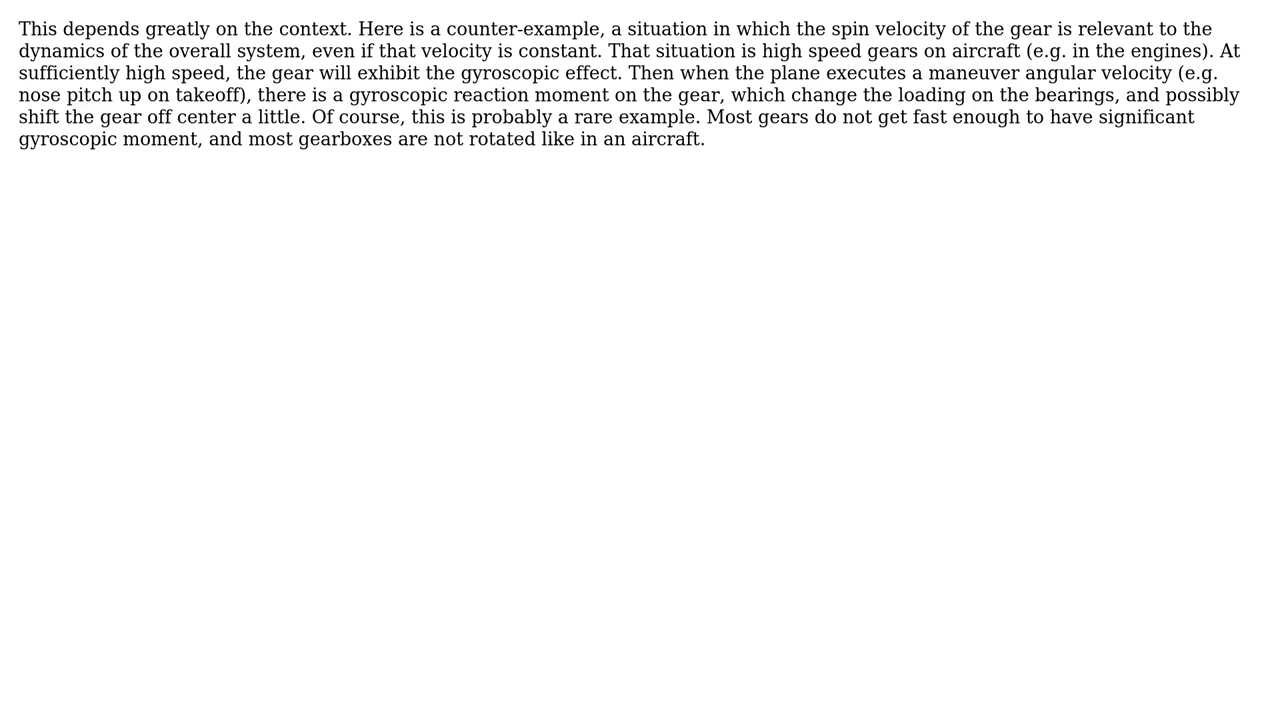 This depends greatly on the context. Here is a counter-example, a situation in which the spin velocity of the gear is relevant to the
dynamics of the overall system, even if that velocity is constant. That situation is high speed gears on aircraft (e.g. in the engines). At
sufficiently high speed, the gear will exhibit the gyroscopic effect. Then when the plane executes a maneuver angular velocity (e.g.
nose pitch up on takeoff), there is a gyroscopic reaction moment on the gear, which change the loading on the bearings, and possibly
shift the gear off center a little. Of course, this is probably a rare example. Most gears do not get fast enough to have significant
gyroscopic moment, and most gearboxes are not rotated like in an aircraft.